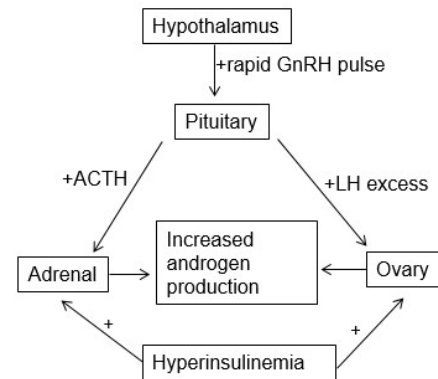 Hypothalamus
+rapid GnRH pulse
Pituitary
+ACTH
+LH excess
Increased
androgen
production
Adrenal
Ovary
+
+
Hyperinsulinemia